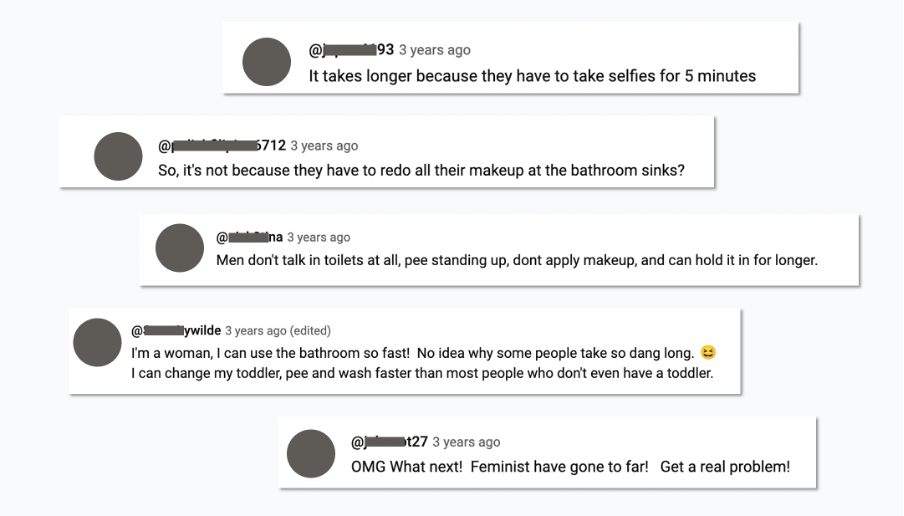 93 3 years ago
It takes longer because they have to take selfies for 5 minutes
6712 3 years ago
So, it's not because they have to redo all their makeup at the bathroom sinks?
na 3 years ago
Men don't talk in toilets at all, pee standing up, dont apply makeup, and can hold it in for longer.
ywilde 3 years ago (edited)
I'm a woman, I can use the bathroom so fast! No idea why some people take so dang long. 😆
I can change my toddler, pee and wash faster than most people who don't even have a toddler.
t27 3 years ago
OMG What next! Feminist have gone to far! Get a real problem!